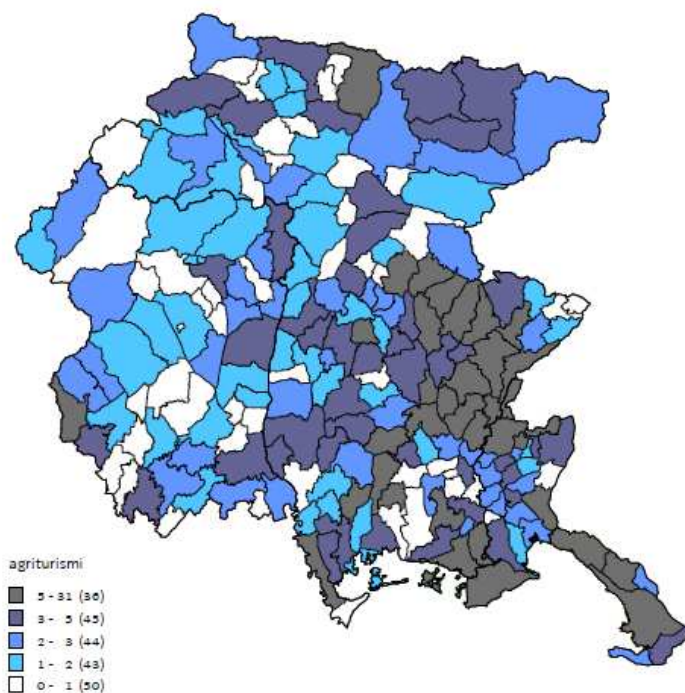 agriturismi
5 - 31 (36)
3 - 5 (45)
2 - 3 (44)
1 - 2 (43)
0 - 1 (50)